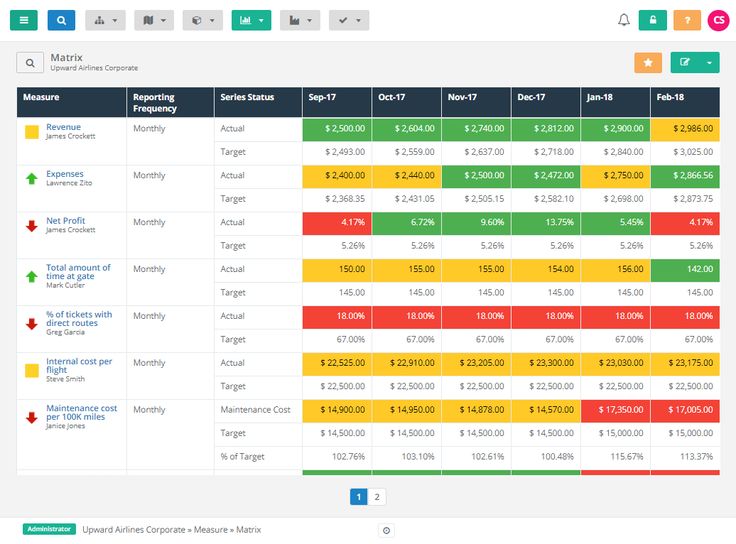 CS
Matrix
Upward Airlines Corporate
Measure Reporting Frequency Series Status Sep-17 Oct-17 Nov-17 Dec-17 Jan-18 Feb-18
Revenue Monthly Actual $ 2,500.00 $ 2,604.00 $ 2,740.00 $ 2,812.00 $ 2,900.00 $ 2,986.00
James Crockett
Target $ 2,493.00 $ 2,559.00 $ 2,637.00 $ 2,718.00 $ 2,840.00 $ 3,025.00
Expenses Monthly Actual $ 2,400.00 $ 2,440.00 $ 2,500.00 $ 2,472.00 $ 2,750.00 $ 2,866.56
Lawrence Zito
Target $ 2,368.35 $ 2,431.05 $ 2,505.15 $ 2,582.10 $ 2,698.00 $ 2,873.75
Net Profit Monthly Actual 4.17% 6.72% 9.60% 13.75% 5.45% 4.17%
James Crockett
Target 5.26% 5.26% 5.26% 5.26% 5.26% 5.26%
Total amount of time at gate Monthly Actual 150.00 155.00 155.00 154.00 156.00 142.00
Mark Cutler
Target 145.00 145.00 145.00 145.00 145.00 145.00
% of tickets with direct routes Monthly Actual 18.00% 18.00% 18.00% 18.00% 18.00% 18.00%
Greg Garcia
Target 67.00% 67.00% 67.00% 67.00% 67.00% 67.00%
Internal cost per flight Monthly Actual $ 22,525.00 $ 22,910.00 $ 23,205.00 $ 23,300.00 $ 23,030.00 $ 23,175.00
Steve Smith
Target $ 22,500.00 $ 22,500.00 $ 22,500.00 $ 22,500.00 $ 22,500.00 $ 22,500.00
Maintenance cost per 100K miles Monthly Maintenance Cost $ 14,900.00 $ 14,950.00 $ 14,878.00 $ 14,570.00 $ 17,350.00 $ 17,005.00
Janice Jones
Target $ 14,500.00 $ 14,500.00 $ 14,500.00 $ 14,500.00 $ 15,000.00 $ 15,000.00
% of Target 102.76% 103.10% 102.61% 100.48% 115.67% 113.37%
1 2
Administrator Upward Airlines Corporate » Measure » Matrix